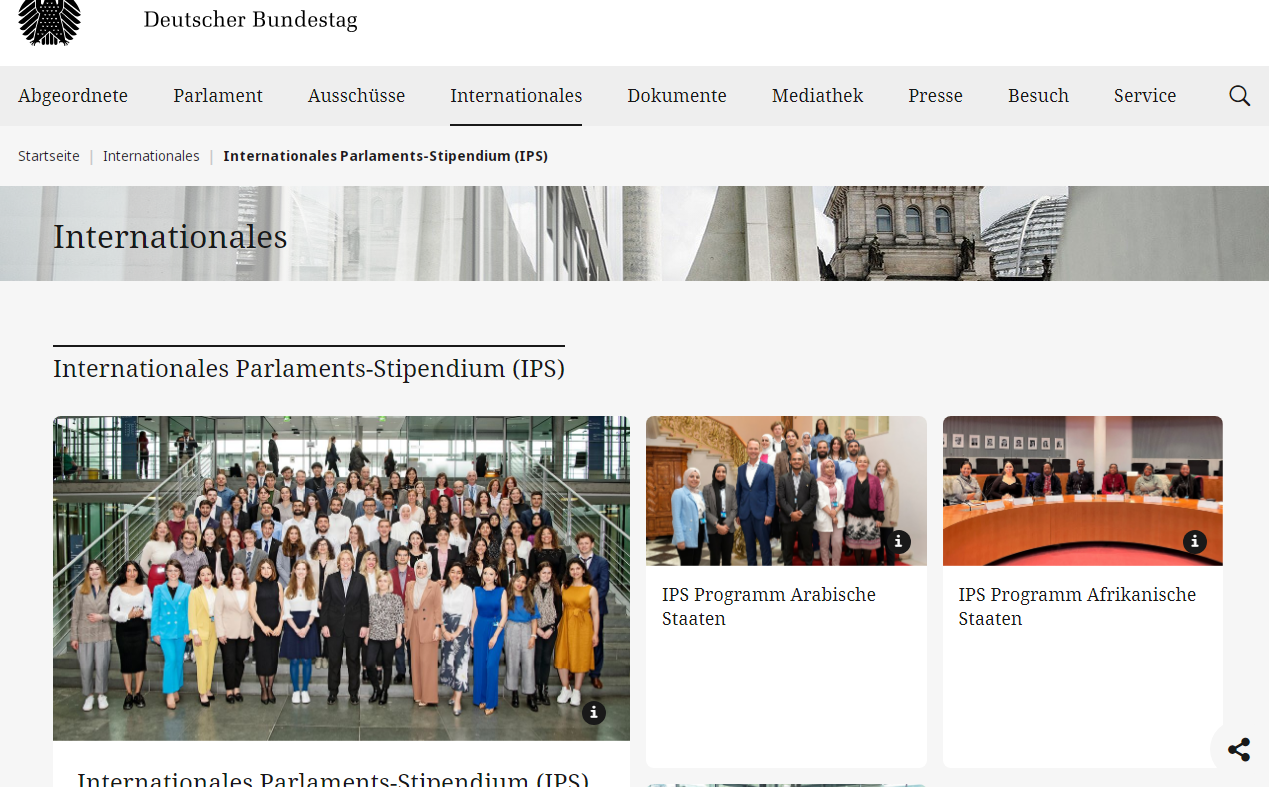 Deutscher Bundestag
Abgeordnete Parlament Ausschüsse Internationales Dokumente Mediathek Presse Besuch Service
Startseite | Internationales | Internationales Parlaments-Stipendium (IPS)
Internationales
Internationales Parlaments-Stipendium (IPS)
IPS Programm Arabische
Staaten
IPS Programm Afrikanische
Staaten
Internationales Parlaments-Stipendium (IPS)